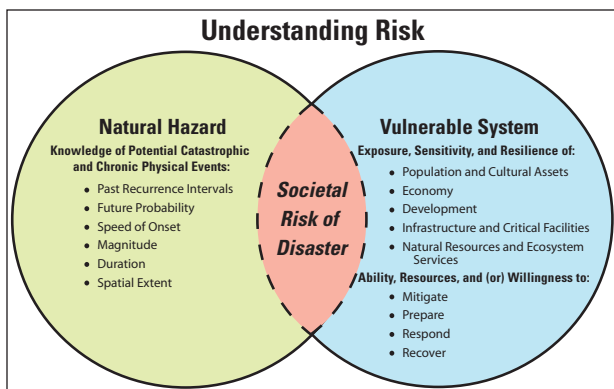 Understanding Risk
Natural Hazard
Knowledge of Potential Catastrophic
and Chronic Physical Events:
• Past Recurrence Intervals
• Future Probability
• Speed of Onset
• Magnitude
• Duration
• Spatial Extent
Societal
Risk of
Disaster
Vulnerable System
Exposure, Sensitivity, and Resilience of:
• Population and Cultural Assets
• Economy
• Development
• Infrastructure and Critical Facilities
• Natural Resources and Ecosystem
Services
Ability, Resources, and (or) Willingness to:
• Mitigate
• Prepare
• Respond
• Recover